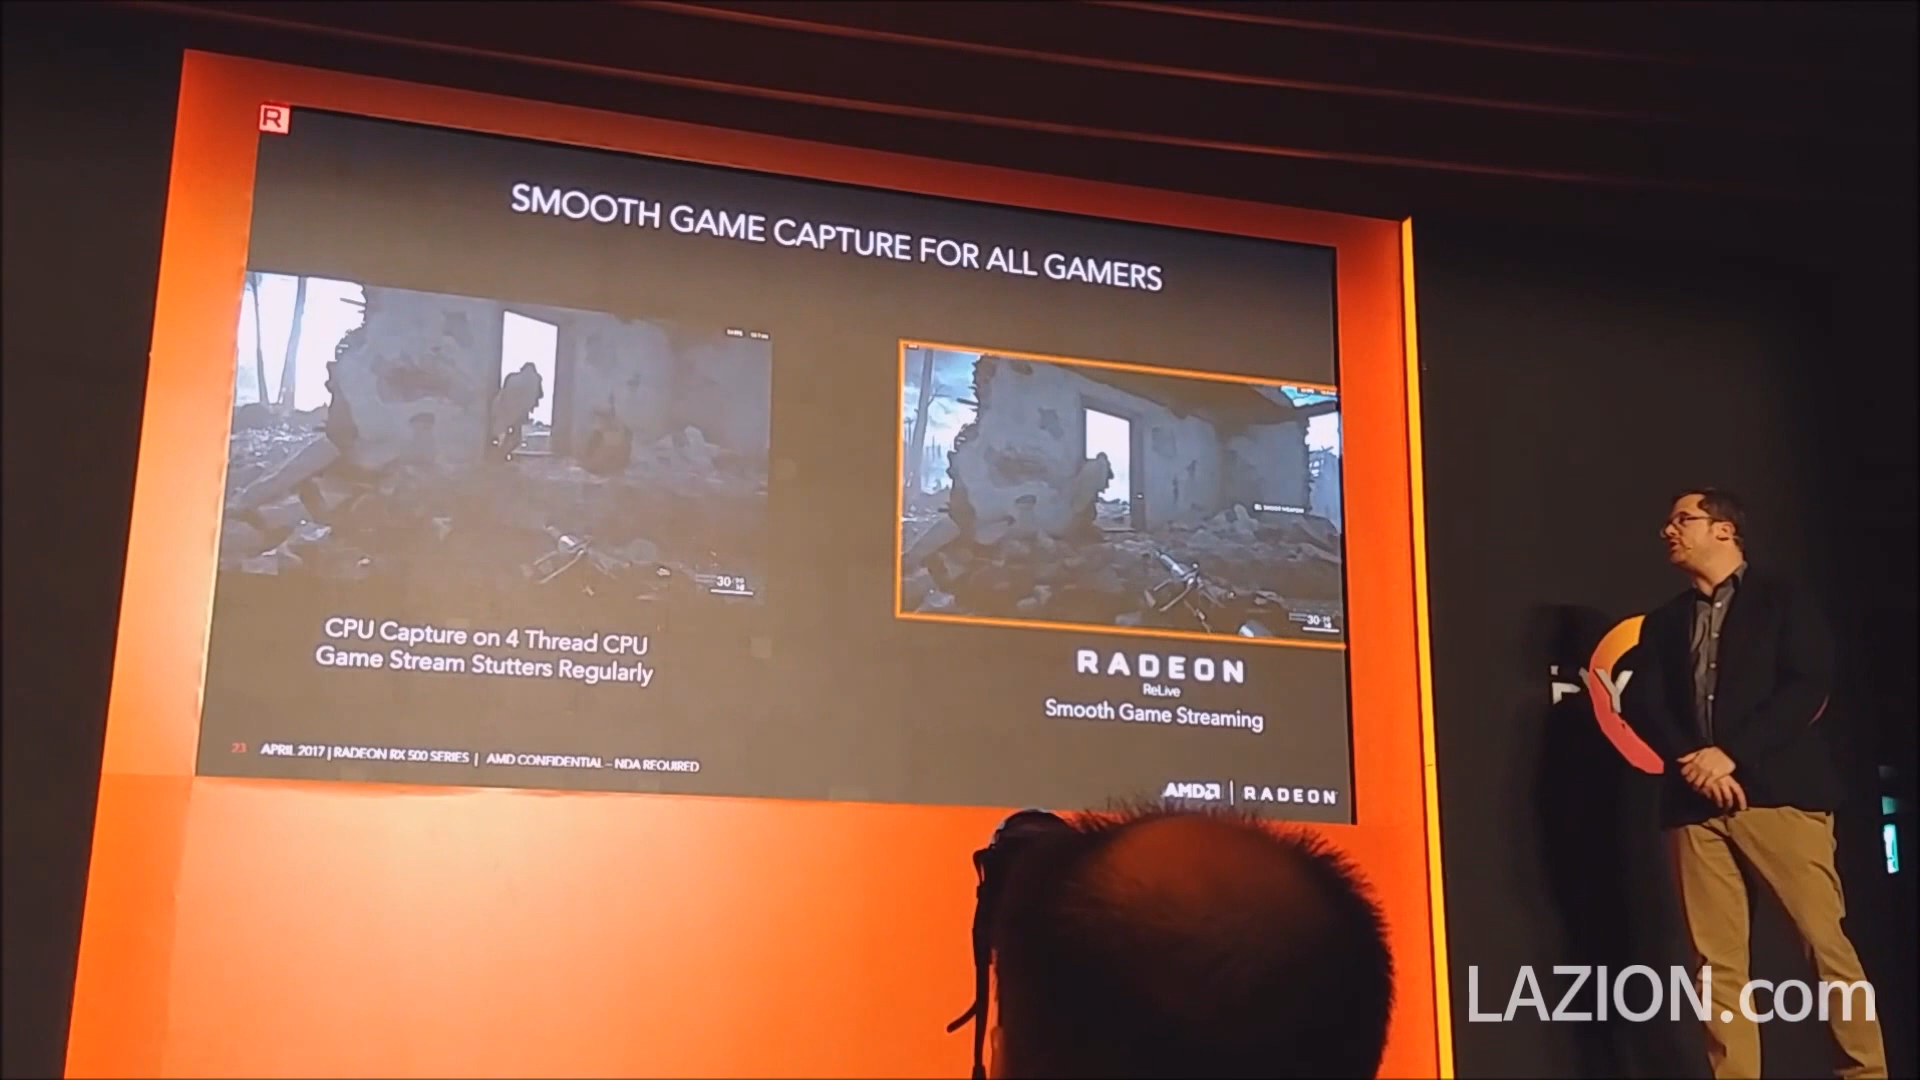 R
SMOOTH GAME CAPTURE FOR ALL GAMERS
30
30
CPU Capture on 4 Thread CPU
Game Stream Stutters Regularly
RADEON
ReLive
Smooth Game Streaming
23 APRIL 2017 | RADEON RX 500 SERIES | AMD CONFIDENTIAL – NDA REQUIRED
AMD | RADEON
LAZION.com